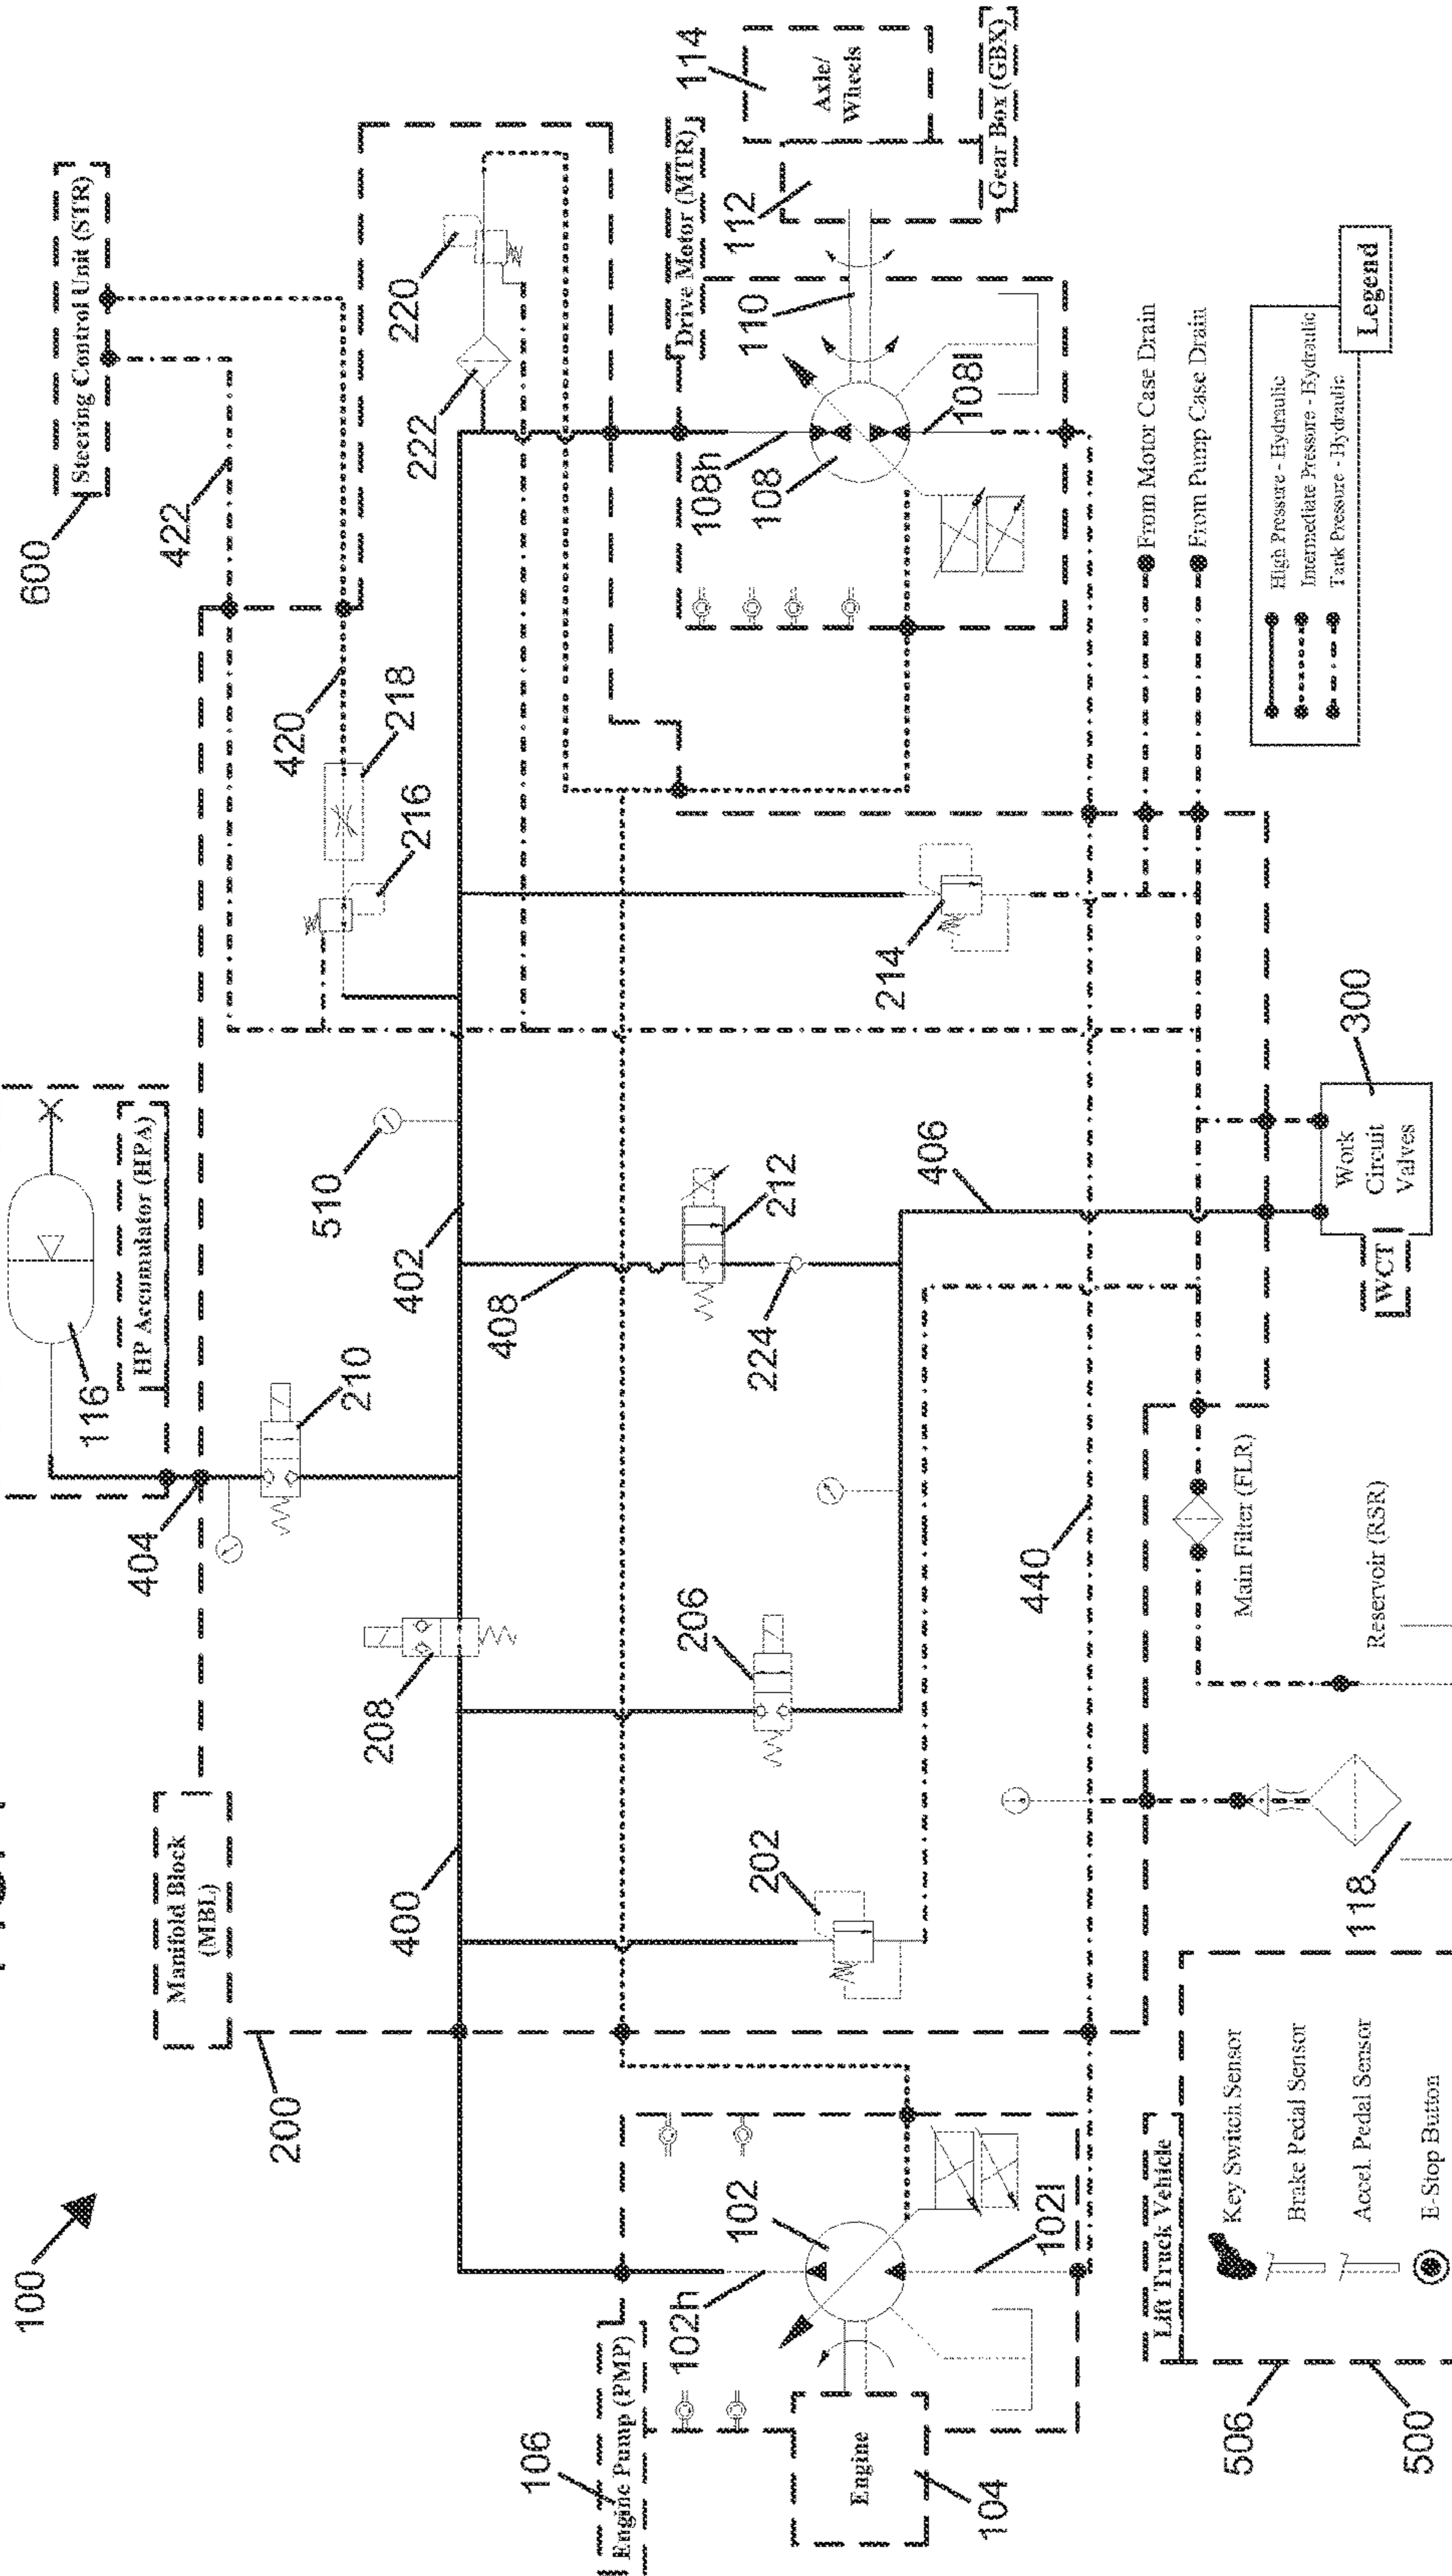 100
Manifold Block
(MBL)
200
404
116
HP Accumulator (HPA)
210
510
600
Steering Control Unit (STR)
422
420
218
216
220
222
208
400
402
408
212
224
406
206
202
214
106
Engine Pump (PMP)
102h
102
102l
Engine
104
Drive Motor (MTR)
108h
108
108l
110
112
114
Axle/
Wheels
Gear Box (GBX)
440
From Motor Case Drain
From Pump Case Drain
300
Work
Circuit
Valves
WCT
Main Filter (FLR)
Reservoir (RSR)
118
Lift Truck Vehicle
506
500
Key Switch Sensor
Brake Pedal Sensor
Accel. Pedal Sensor
E-Stop Button
High Pressure - Hydraulic
Intermediate Pressure - Hydraulic
Tank Pressure - Hydraulic
Legend